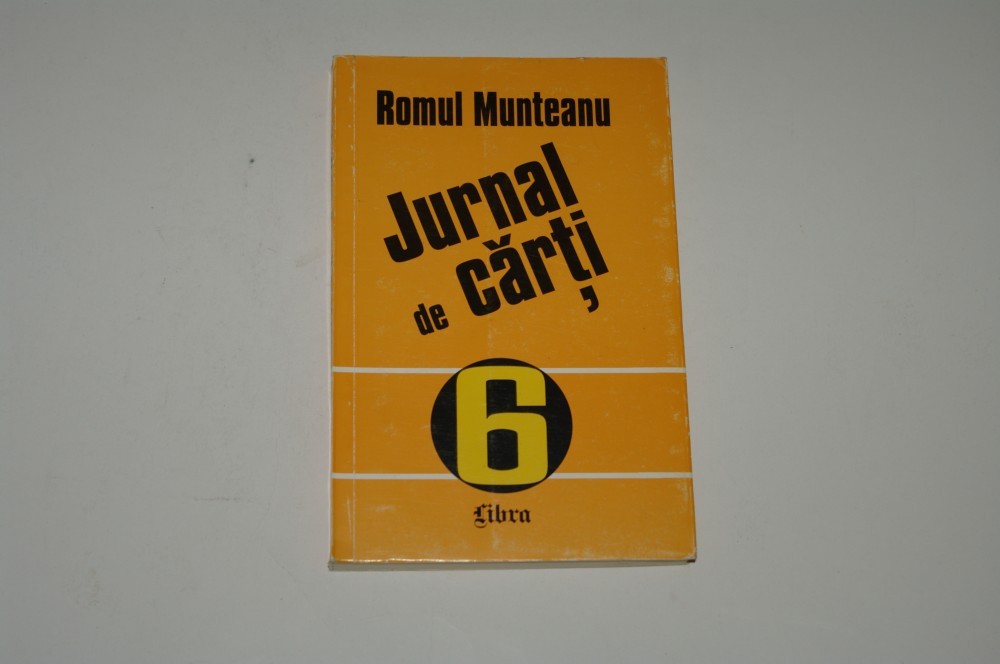 Romul Munteanu
Jurnal
de cărți
6
Libra